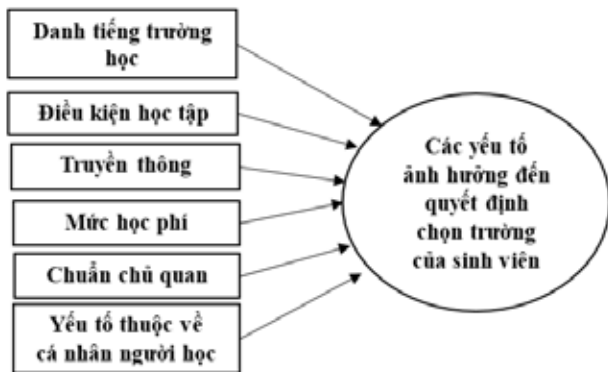 Danh tiếng trường
học
Điều kiện học tập
Truyền thông
Mức học phí
Chuẩn chủ quan
Yếu tố thuộc về
cá nhân người học
Các yếu tố
ảnh hưởng đến
quyết định
chọn trường
của sinh viên